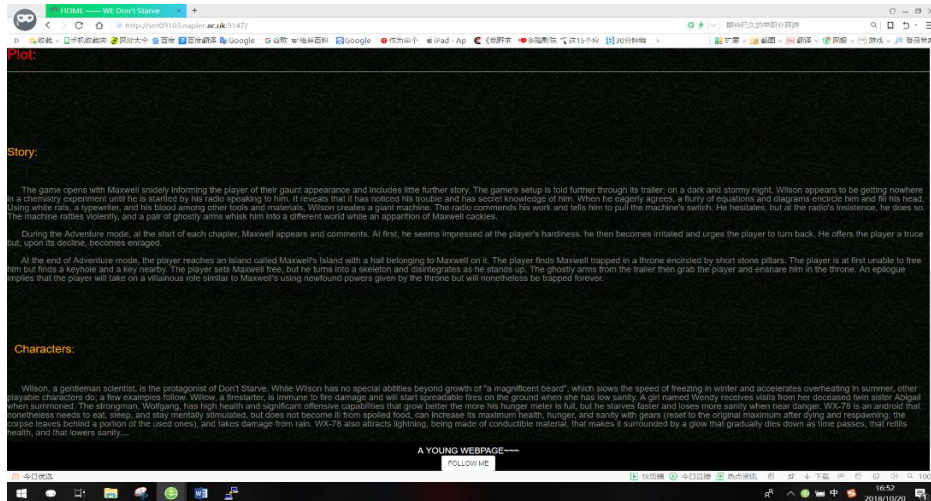 HOME ——WE Don't Starve
http://set09103.napier.ac.uk:9147/
Plot:
Story:
The game opens with Maxwell snidely informing the player of their gaunt appearance and includes little further story. The game's setup is told further through its trailer: on a dark and stormy night, Wilson appears to be getting nowhere
in a chemistry experiment until he is startled by his radio speaking to him. It reveals that it has noticed his trouble and has secret knowledge of him. When he eagerly agrees, a flurry of equations and diagrams encircle him and fill his head.
Using white rats, a typewriter, and his blood among other tools and materials, Wilson creates a giant machine. The radio commends his work and tells him to pull the machine's switch. He hesitates, but at the radio's insistence, he does so.
The machine rattles violently, and a pair of ghostly arms whisk him into a different world while an apparition of Maxwell cackles.
During the Adventure mode, at the start of each chapter, Maxwell appears and comments. At first, he seems impressed at the player's hardiness. he then becomes irritated and urges the player to turn back. He offers the player a truce
but, upon its decline, becomes enraged.
At the end of Adventure mode, the player reaches an Island called Maxwell's Island with a hall belonging to Maxwell on it. The player finds Maxwell trapped in a throne encircled by short stone pillars. The player is at first unable to free
him but finds a keyhole and a key nearby. The player sets Maxwell free, but he turns into a skeleton and disintegrates as he stands up. The ghostly arms from the trailer then grab the player and ensnare him in the throne. An epilogue
implies that the player will take on a villainous role similar to Maxwell's using newfound powers given by the throne but will nonetheless be trapped forever.
Characters:
Wilson, a gentleman scientist, is the protagonist of Don't Starve. While Wilson has no special abilities beyond growth of "a magnificent beard", which slows the speed of freezing in winter and accelerates overheating in summer, other
playable characters do; a few examples follow. Willow, a firestarter, is immune to fire damage and will start spreadable fires on the ground when she has low sanity. A girl named Wendy receives visits from her deceased twin sister Abigail
when summoned. The strongman, Wolfgang, has high health and significant offensive capabilities that grow better the more his hunger meter is full, but he starves faster and loses more sanity when near danger. WX-78 is an android that
nonetheless needs to eat, sleep, and stay mentally stimulated, but does not become ill from spoiled food, can increase its maximum health, hunger, and sanity with gears (reset to the original maximum after dying and respawning; the
corpse leaves behind a portion of the used ones), and takes damage from rain. WX-78 also attracts lightning, being made of conductible material, that makes it surrounded by a glow that gradually dies down as time passes, that refills
health, and that lowers sanity....
A YOUNG WEBPAGE~~~
FOLLOW ME
今日优选
16:52
2018/10/20